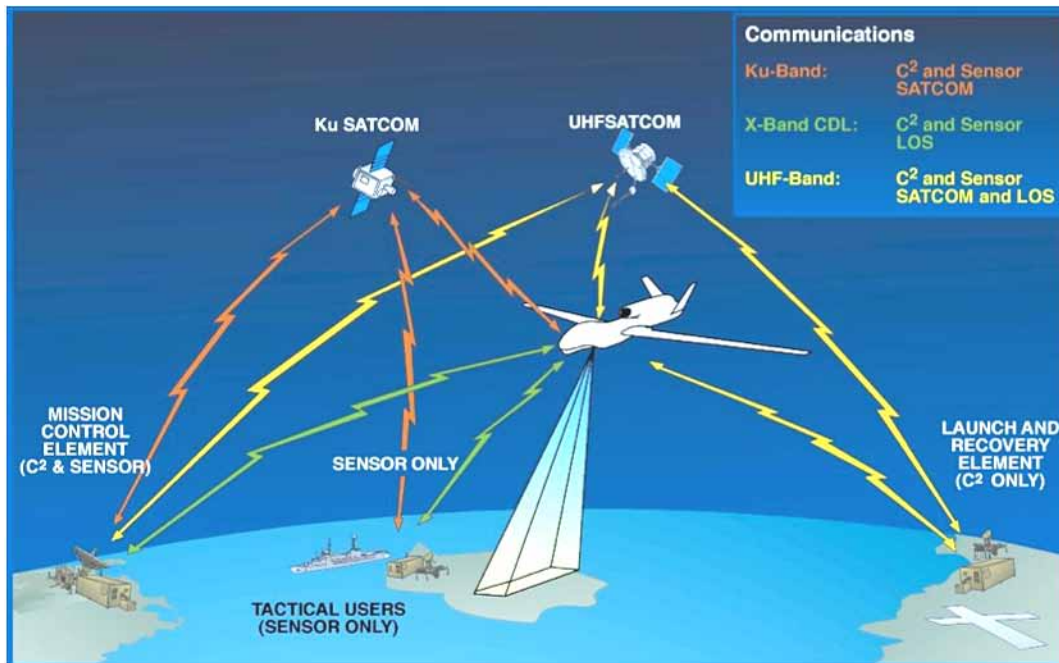 Communications
Ku-Band: C² and Sensor
SATCOM
X-Band CDL: C² and Sensor
LOS
UHF-Band: C² and Sensor
SATCOM and LOS
Ku SATCOM
UHFSATCOM
MISSION
CONTROL
ELEMENT
(C² & SENSOR)
SENSOR ONLY
LAUNCH AND
RECOVERY
ELEMENT
(C² ONLY)
TACTICAL USERS
(SENSOR ONLY)